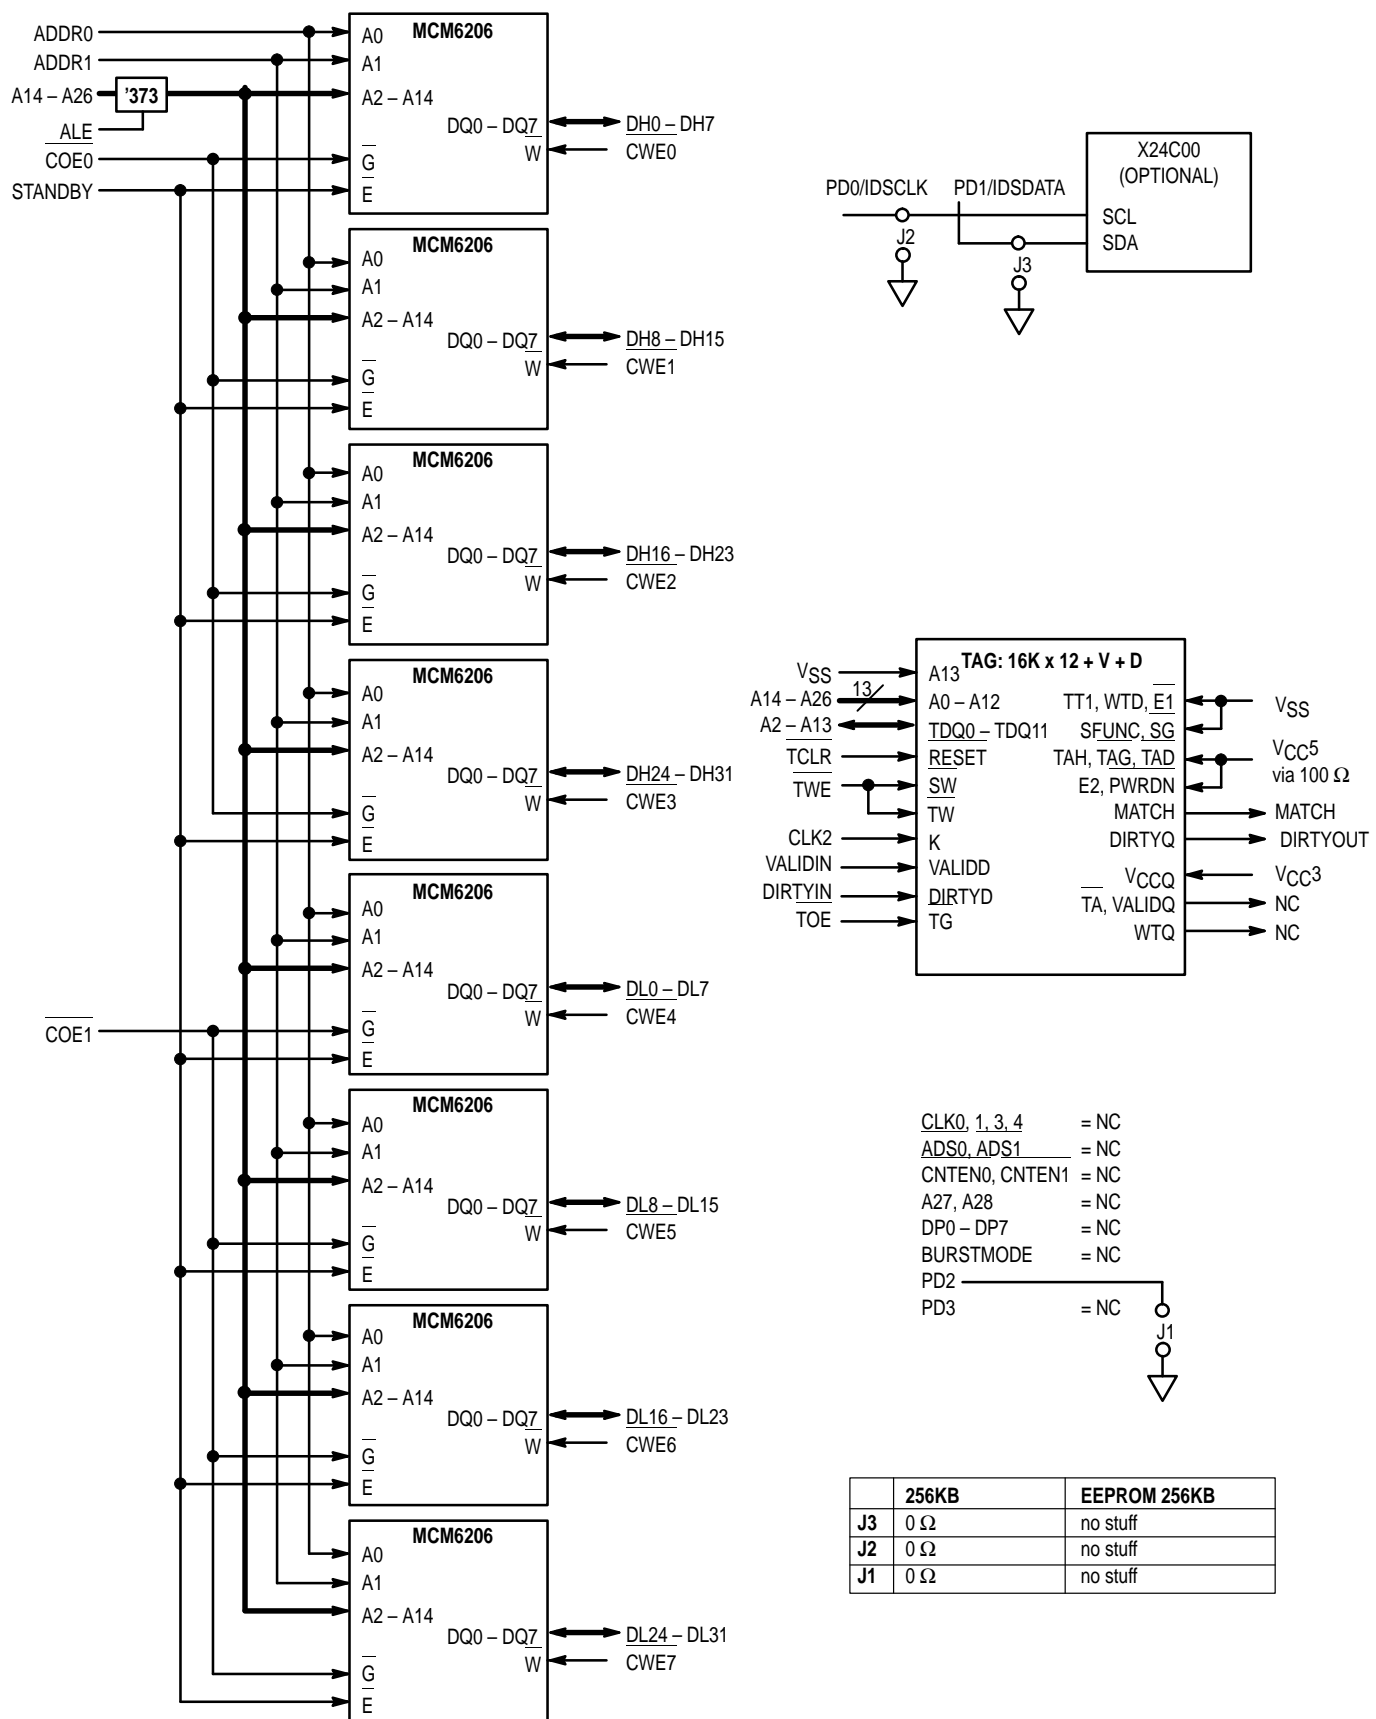 ADDR0
ADDR1
A14 – A26
'373
ALE
COE0
STANDBY
MCM6206
A0
A1
A2 – A14
DQ0 – DQ7
W
G
E
DH0 – DH7
CWE0
MCM6206
A0
A1
A2 – A14
DQ0 – DQ7
W
G
E
DH8 – DH15
CWE1
MCM6206
A0
A1
A2 – A14
DQ0 – DQ7
W
G
E
DH16 – DH23
CWE2
MCM6206
A0
A1
A2 – A14
DQ0 – DQ7
W
G
E
DH24 – DH31
CWE3
COE1
MCM6206
A0
A1
A2 – A14
DQ0 – DQ7
W
G
E
DL0 – DL7
CWE4
MCM6206
A0
A1
A2 – A14
DQ0 – DQ7
W
G
E
DL8 – DL15
CWE5
MCM6206
A0
A1
A2 – A14
DQ0 – DQ7
W
G
E
DL16 – DL23
CWE6
MCM6206
A0
A1
A2 – A14
DQ0 – DQ7
W
G
E
DL24 – DL31
CWE7
X24C00
(OPTIONAL)
PD0/IDSCLK PD1/IDSDATA
SCL
SDA
J2
J3
TAG: 16K x 12 + V + D
VSS
A14 – A26
13
A2 – A13
TCLR
TWE
CLK2
VALIDIN
DIRTYIN
TOE
A13
A0 – A12
TDQ0 – TDQ11
RESET
SW
TW
K
VALIDD
DIRTYD
TG
TT1, WTD, E1
SFUNC, SG
TAH, TAG, TAD
E2, PWRDN
MATCH
DIRTYQ
VCCQ
TA, VALIDQ
WTQ
VSS
VCC5
via 100 Ω
MATCH
DIRTYOUT
VCC3
NC
NC
CLK0, 1, 3, 4 = NC
ADS0, ADS1 = NC
CNTEN0, CNTEN1 = NC
A27, A28 = NC
DP0 – DP7 = NC
BURSTMODE = NC
PD2
PD3 = NC
J1
256KB EEPROM 256KB
J3 0 Ω no stuff
J2 0 Ω no stuff
J1 0 Ω no stuff